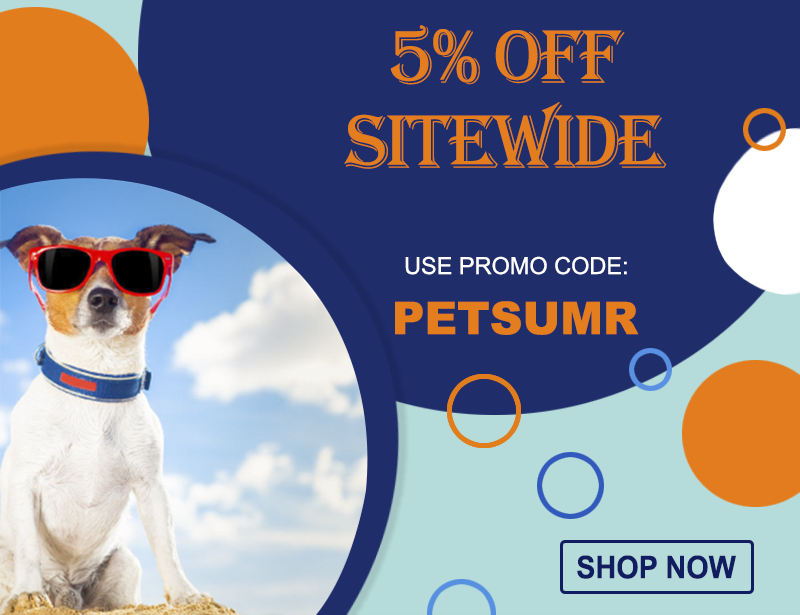 5% OFF
SITEWIDE
USE PROMO CODE:
PETSUMR
SHOP NOW